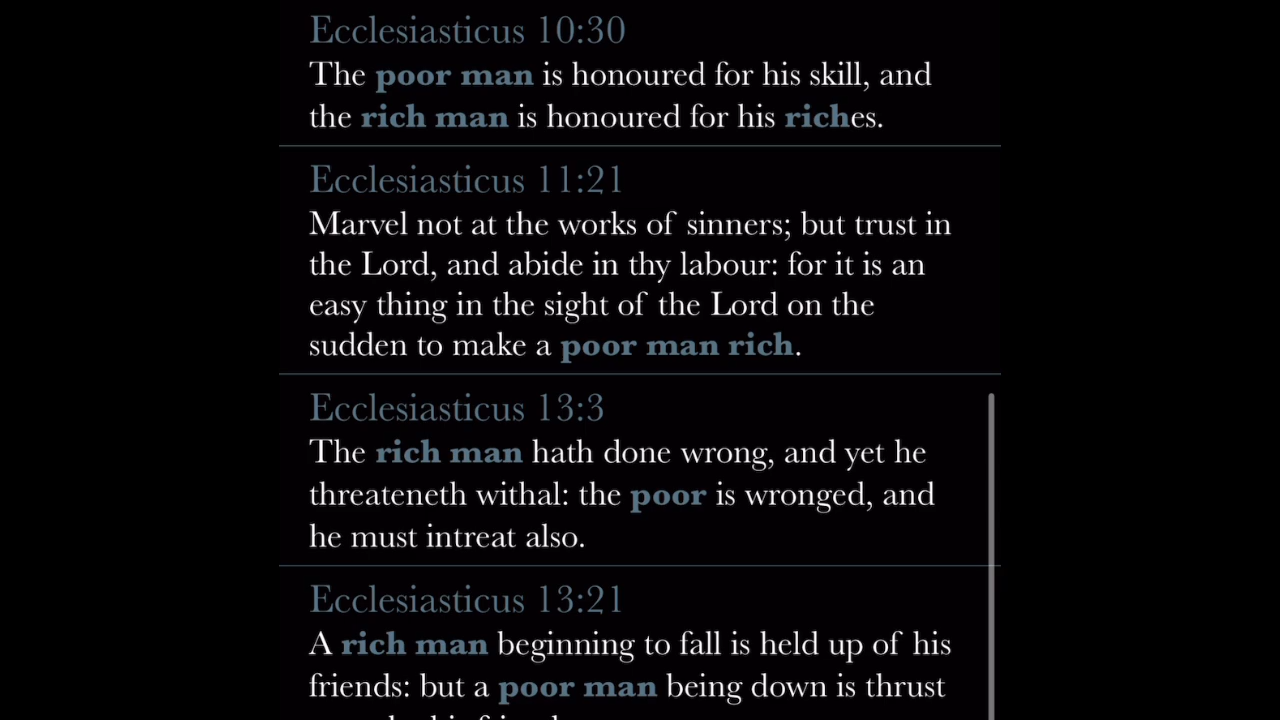 Ecclesiasticus 10:30
The poor man is honoured for his skill, and
the rich man is honoured for his riches.
Ecclesiasticus 11:21
Marvel not at the works of sinners; but trust in
the Lord, and abide in thy labour: for it is an
easy thing in the sight of the Lord on the
sudden to make a poor man rich.
Ecclesiasticus 13:3
The rich man hath done wrong, and yet he
threateneth withal: the poor is wronged, and
he must intreat also.
Ecclesiasticus 13:21
A rich man beginning to fall is held up of his
friends: but a poor man being down is thrust